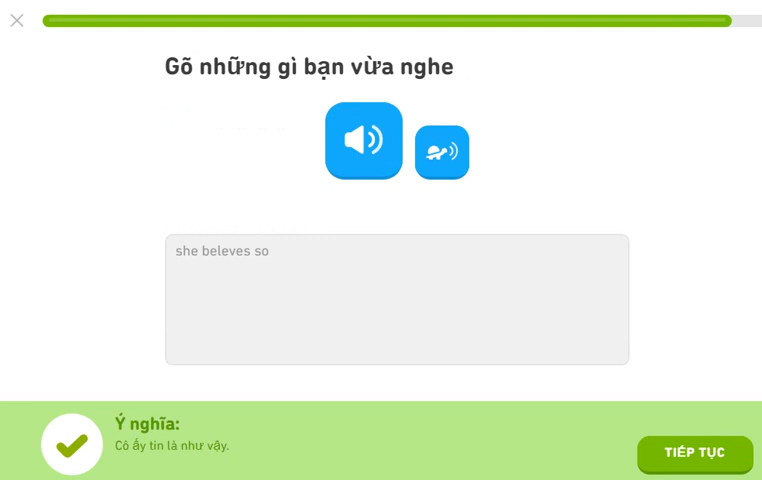 Gõ những gì bạn vừa nghe
she beleves so
Ý nghĩa:
Cô ấy tin là như vậy.
TIẾP TỤC